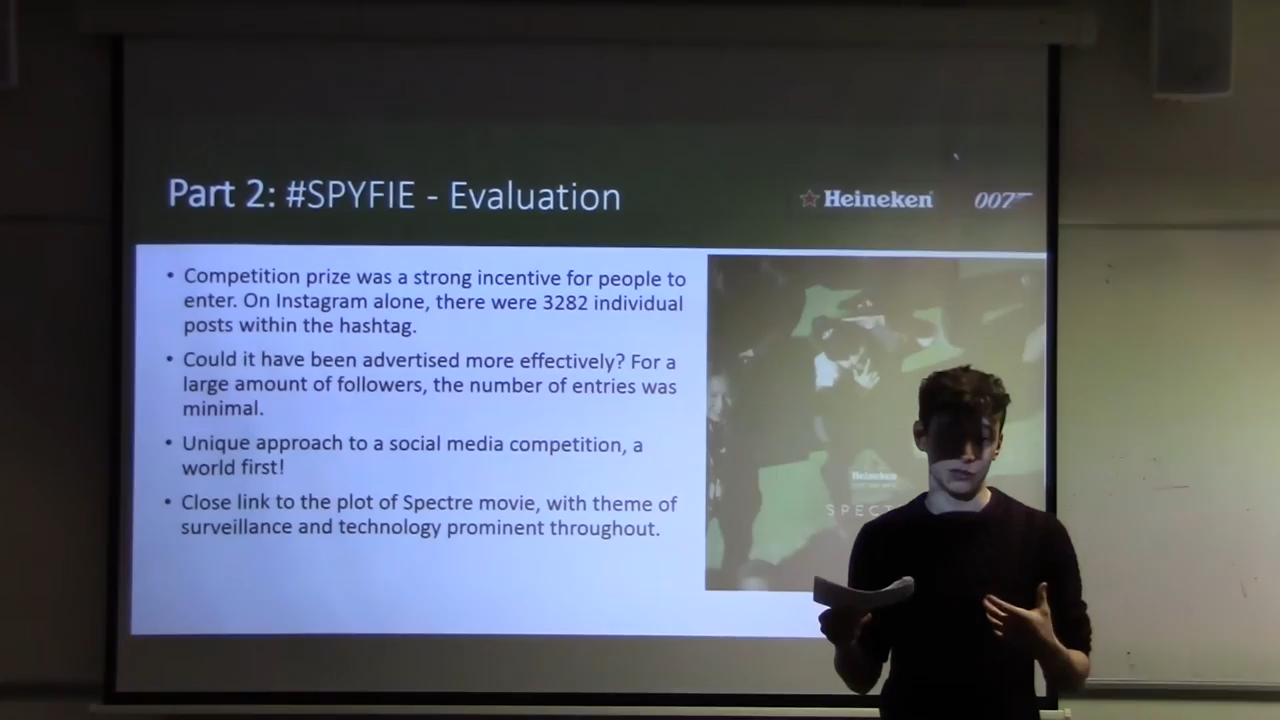 Part 2: #SPYFIE - Evaluation
Heineken
007
• Competition prize was a strong incentive for people to
enter. On Instagram alone, there were 3282 individual
posts within the hashtag.
• Could it have been advertised more effectively? For a
large amount of followers, the number of entries was
minimal.
• Unique approach to a social media competition, a
world first!
• Close link to the plot of Spectre movie, with theme of
surveillance and technology prominent throughout.
Heineken
SPECT